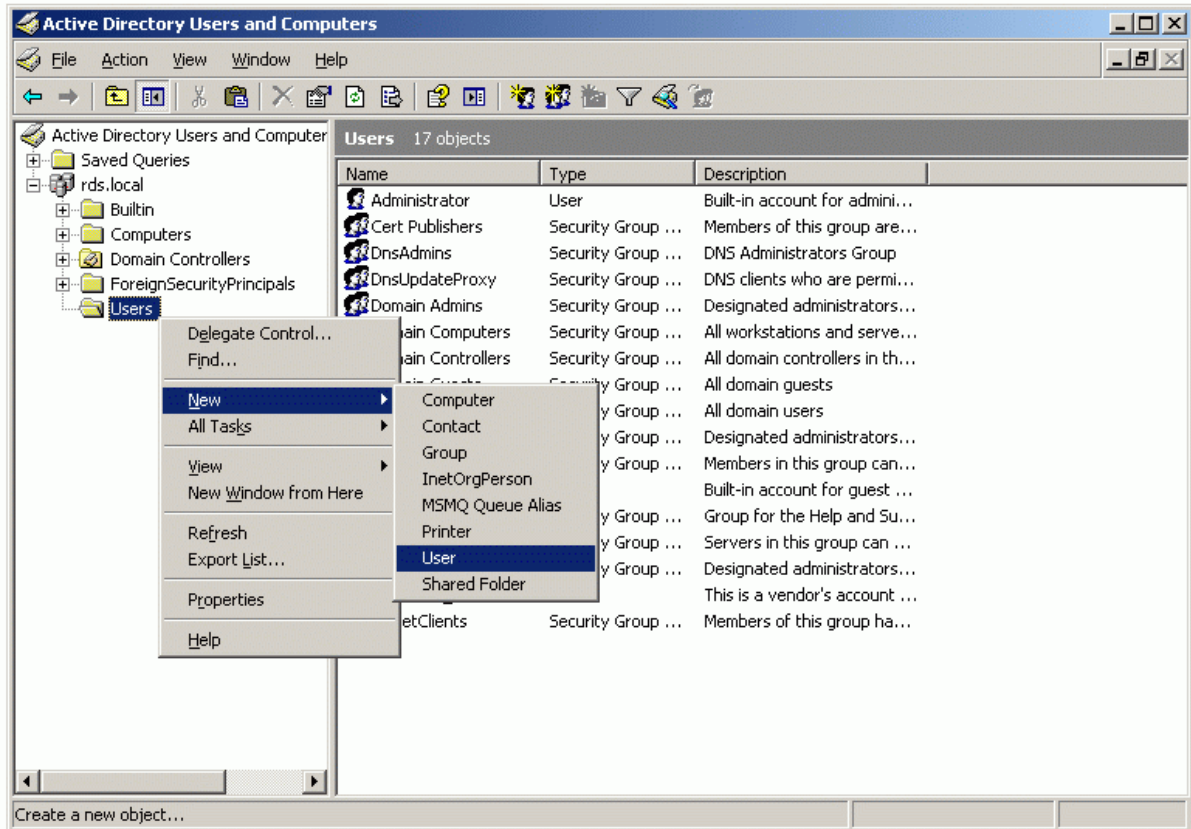 Active Directory Users and Computers
File Action View Window Help
Active Directory Users and Computer
Saved Queries
rds.local
Builtin
Computers
Domain Controllers
ForeignSecurityPrincipals
Users
Users 17 objects
Name Type Description
Administrator User Built-in account for admini...
Cert Publishers Security Group ... Members of this group are...
DnsAdmins Security Group ... DNS Administrators Group
DnsUpdateProxy Security Group ... DNS clients who are permi...
Domain Admins Security Group ... Designated administrators...
ain Computers Security Group ... All workstations and serve...
ain Controllers Security Group ... All domain controllers in th...
All domain guests
y Group ... All domain users
y Group ... Designated administrators...
y Group ... Members in this group can...
Built-in account for guest ...
y Group ... Group for the Help and Su...
y Group ... Servers in this group can ...
y Group ... Designated administrators...
This is a vendor's account ...
etClients Security Group ... Members of this group ha...
Delegate Control...
Find...
New
All Tasks
View
New Window from Here
Refresh
Export List...
Properties
Help
Computer
Contact
Group
InetOrgPerson
MSMQ Queue Alias
Printer
User
Shared Folder
Create a new object...